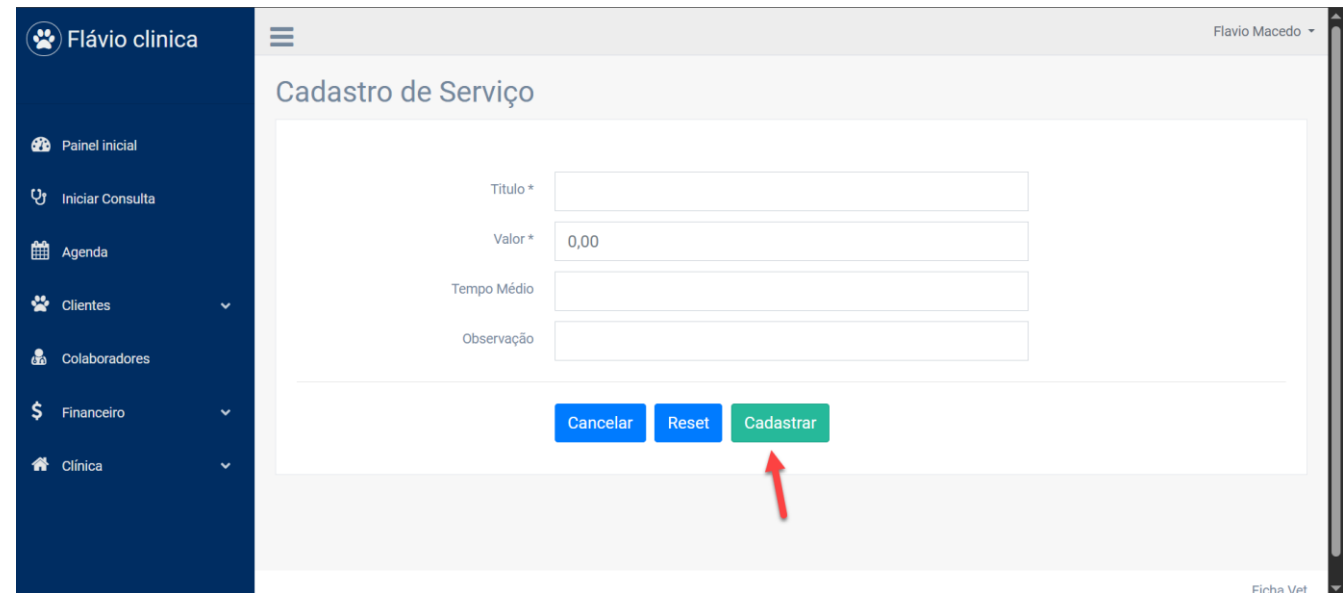 Flávio clinica
Flavio Macedo
Cadastro de Serviço
Painel inicial
Iniciar Consulta
Agenda
Clientes
Colaboradores
Financeiro
Clínica
Titulo *
Valor *
0,00
Tempo Médio
Observação
Cancelar Reset Cadastrar
Ficha Vet